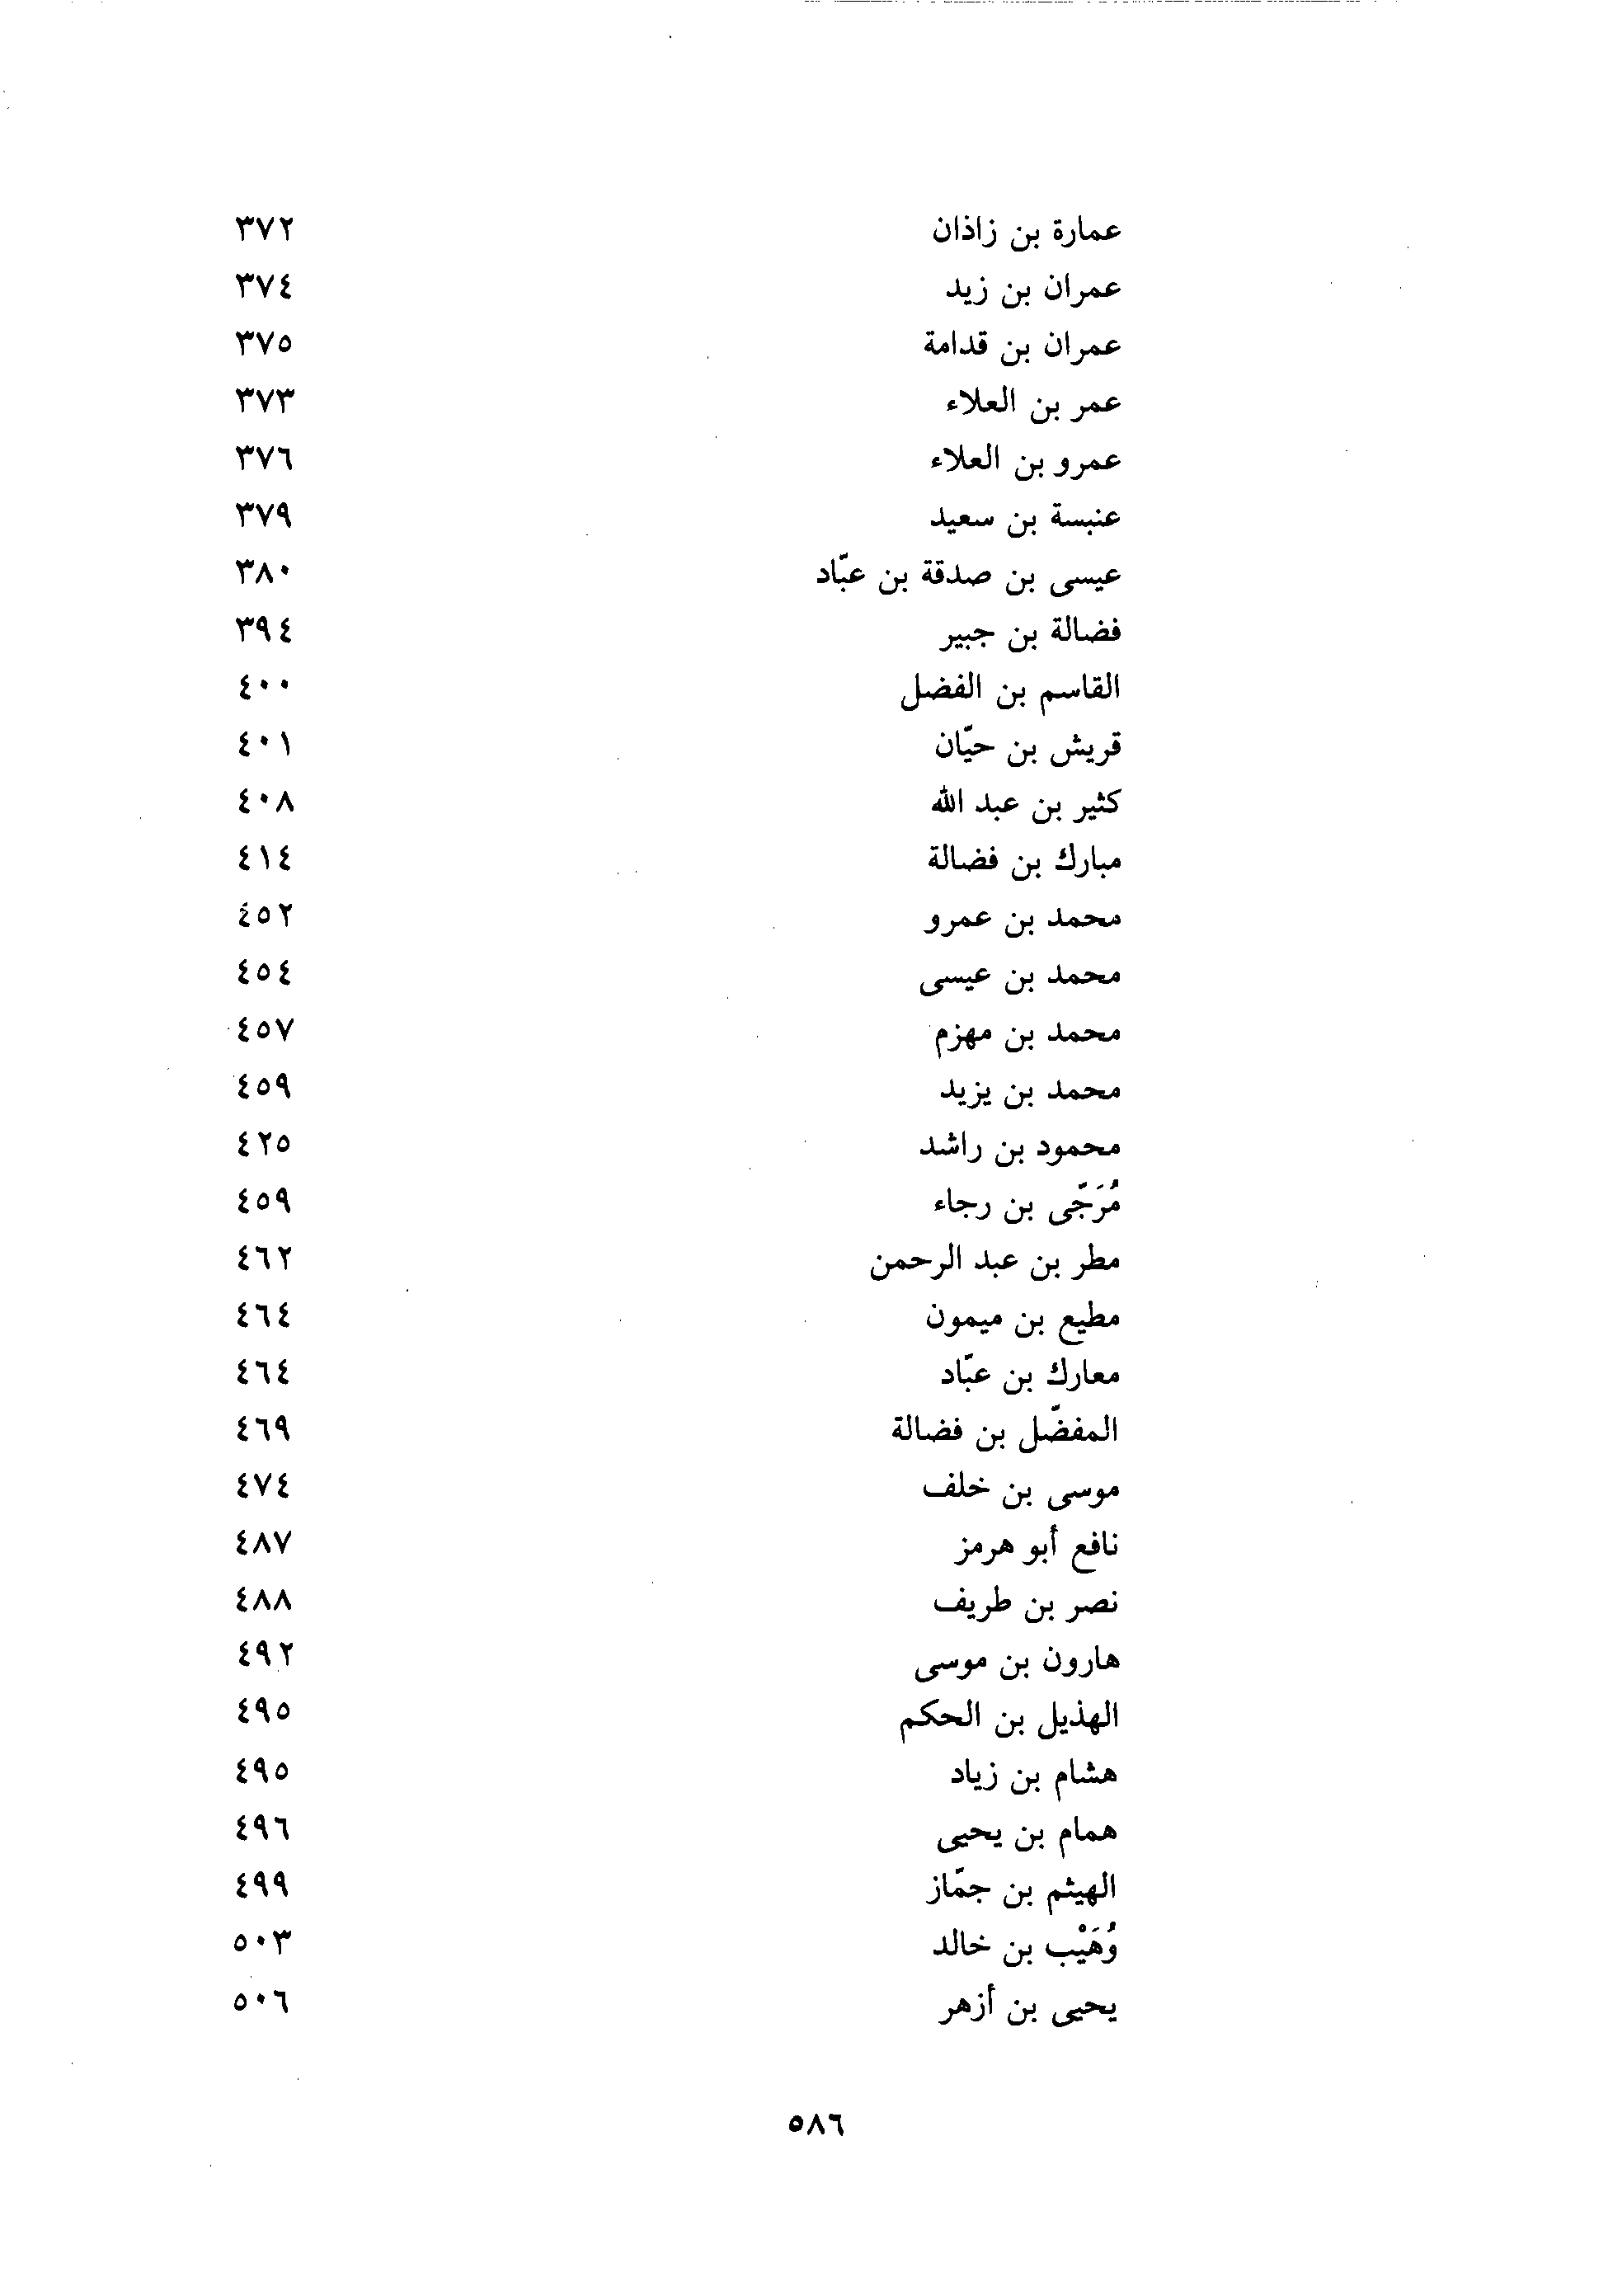 عمارة بن زاذان ٣٧٢
عمران بن زيد ٣٧٤
عمران بن قدامة ٣٧٥
عمر بن العلاء ٣٧٣
عمرو بن العلاء ٣٧٦
عنبسة بن سعيد ٣٧٩
عيسى بن صدقة بن عبّاد ٣٨٠
فضالة بن جبير ٣٩٤
القاسم بن الفضل ٤٠٠
قريش بن حيّان ٤٠١
كثير بن عبد الله ٤٠٨
مبارك بن فضالة ٤١٤
محمد بن عمرو ٤٥٢
محمد بن عيسى ٤٥٤
محمد بن مهزم ٤٥٧
محمد بن يزيد ٤٥٩
محمود بن راشد ٤٢٥
مُرَجّى بن رجاء ٤٥٩
مطر بن عبد الرحمن ٤٦٢
مطيع بن ميمون ٤٦٤
معارك بن عبّاد ٤٦٤
المفضّل بن فضالة ٤٦٩
موسى بن خلف ٤٧٤
نافع أبو هرمز ٤٨٧
نصر بن طريف ٤٨٨
هارون بن موسى ٤٩٢
الهذيل بن الحكم ٤٩٥
هشام بن زياد ٤٩٥
همام بن يحيى ٤٩٦
الهيثم بن جمّاز ٤٩٩
وُهَيْب بن خالد ٥٠٣
يحيى بن أزهر ٥٠٦
٥٨٦